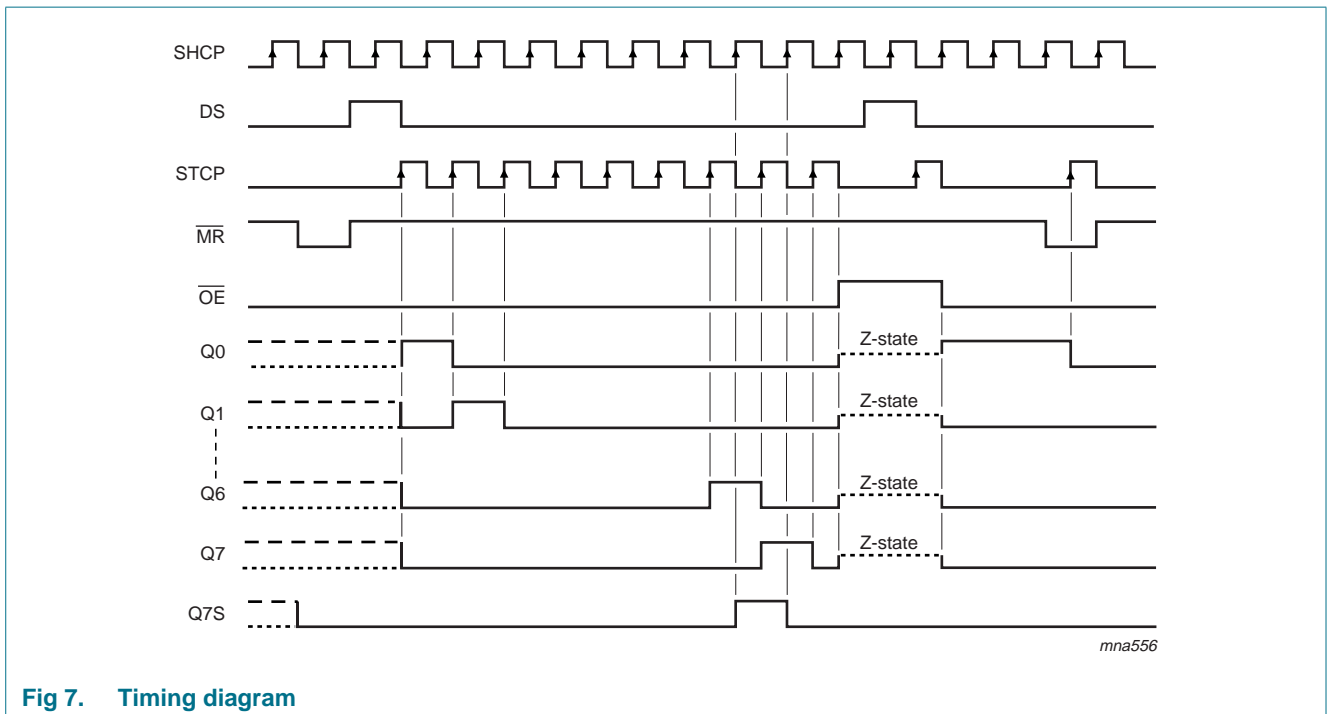 SHCP
DS
STCP
MR
OE
Q0
Z-state
Q1
Z-state
Q6
Z-state
Q7
Z-state
Q7S
mna556
Fig 7. Timing diagram